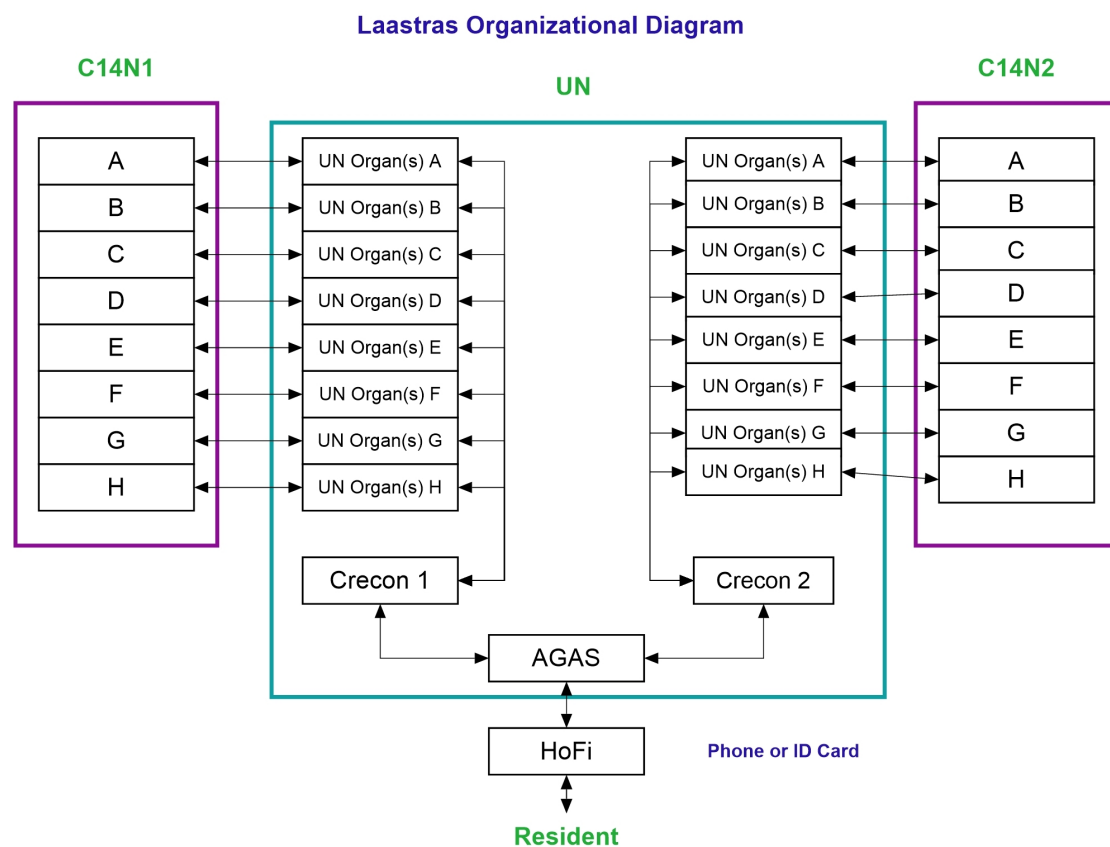 Laastras Organizational Diagram
C14N1
UN
C14N2
A
B
C
D
E
F
G
H
UN Organ(s) A
UN Organ(s) B
UN Organ(s) C
UN Organ(s) D
UN Organ(s) E
UN Organ(s) F
UN Organ(s) G
UN Organ(s) H
UN Organ(s) A
UN Organ(s) B
UN Organ(s) C
UN Organ(s) D
UN Organ(s) E
UN Organ(s) F
UN Organ(s) G
UN Organ(s) H
A
B
C
D
E
F
G
H
Crecon 1
Crecon 2
AGAS
HoFi
Phone or ID Card
Resident